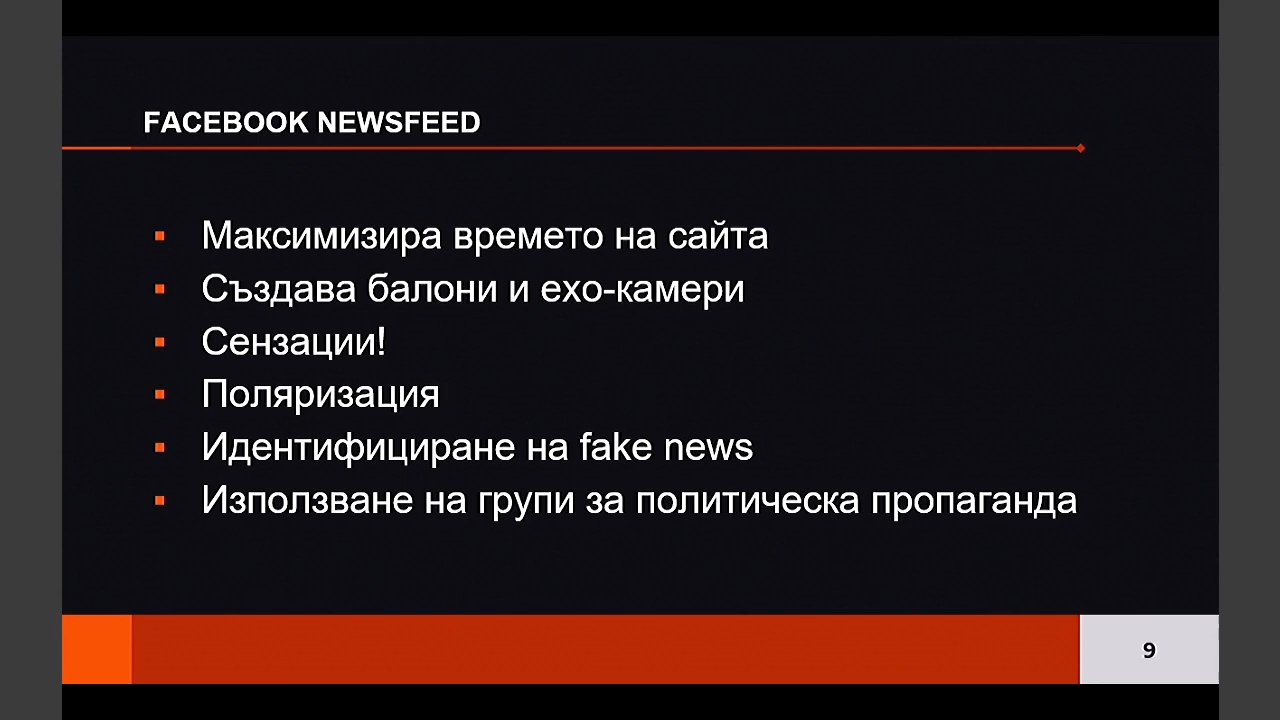 FACEBOOK NEWSFEED
Максимизира времето на сайта
Създава балони и ехо-камери
Сензации!
Поляризация
Идентифициране на fake news
Използване на групи за политическа пропаганда
9